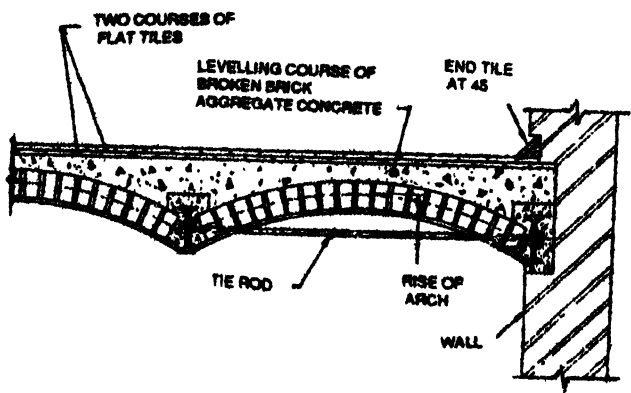 TWO COURSES OF
FLAT TILES
LEVELLING COURSE OF
BROKEN BRICK
AGGREGATE CONCRETE
END TILE
AT 45
TIE ROD
RISE OF
ARCH
WALL